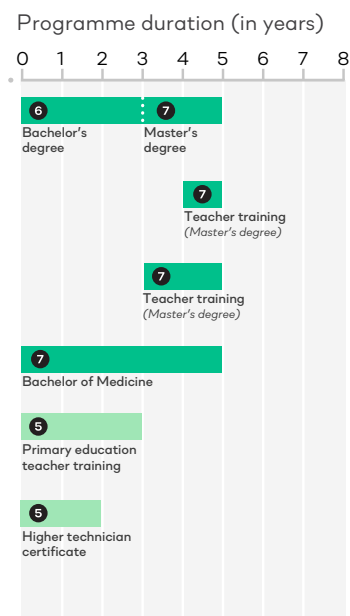 Programme duration (in years)
0 1 2 3 4 5 6 7 8
6 7
Bachelor's Master's
degree degree
7
Teacher training
(Master's degree)
7
Teacher training
(Master's degree)
7
Bachelor of Medicine
5
Primary education
teacher training
5
Higher technician
certificate